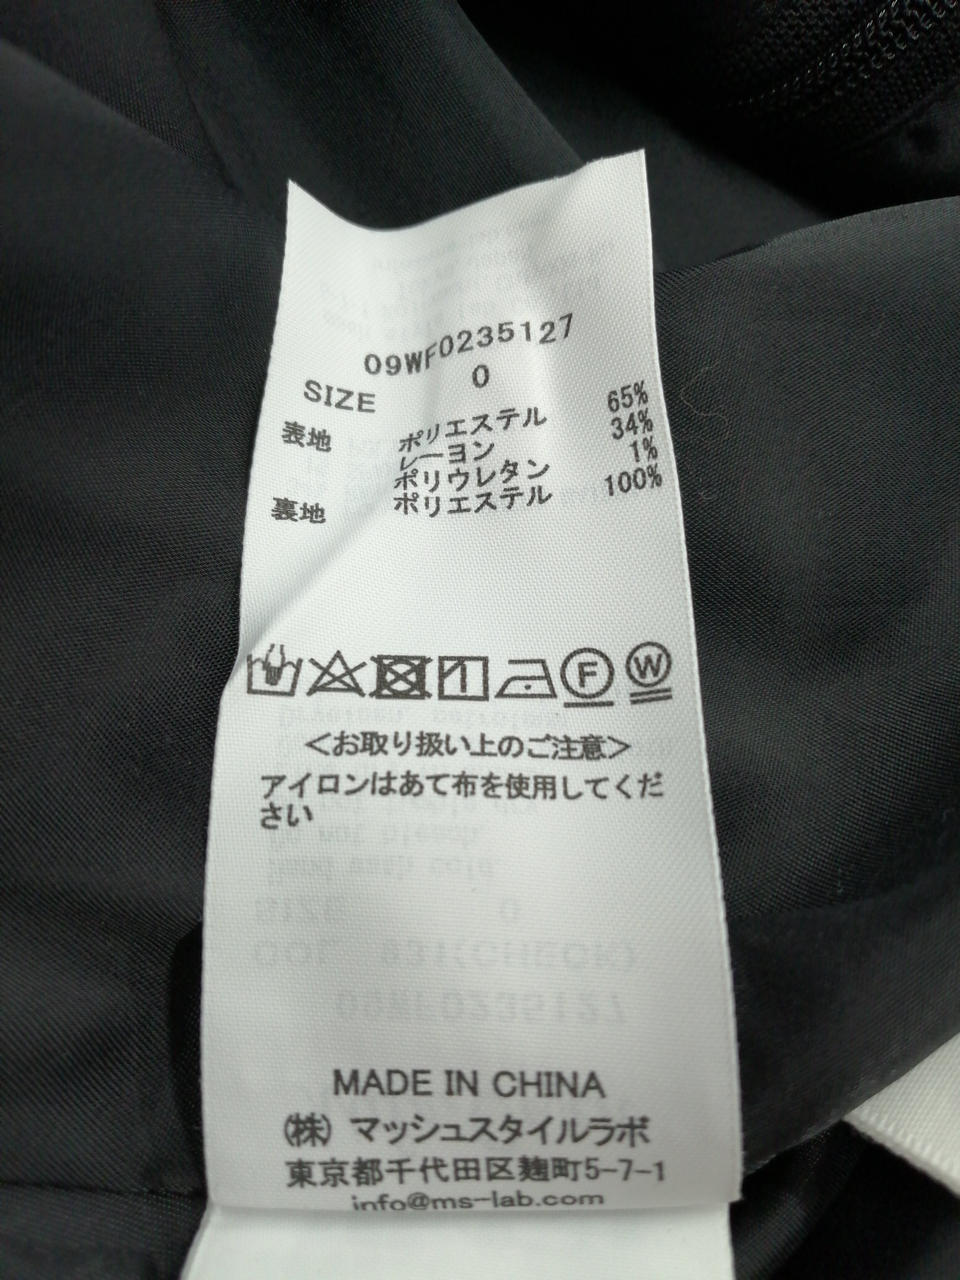 09WF0235127
SIZE 0
表地 ポリエステル 65%
レーヨン 34%
ポリウレタン 1%
裏地 ポリエステル 100%
F W
<お取り扱い上のご注意>
アイロンはあて布を使用してくだ
さい
MADE IN CHINA
㈱ マッシュスタイルラボ
東京都千代田区麹町5-7-1
info@ms-lab.com